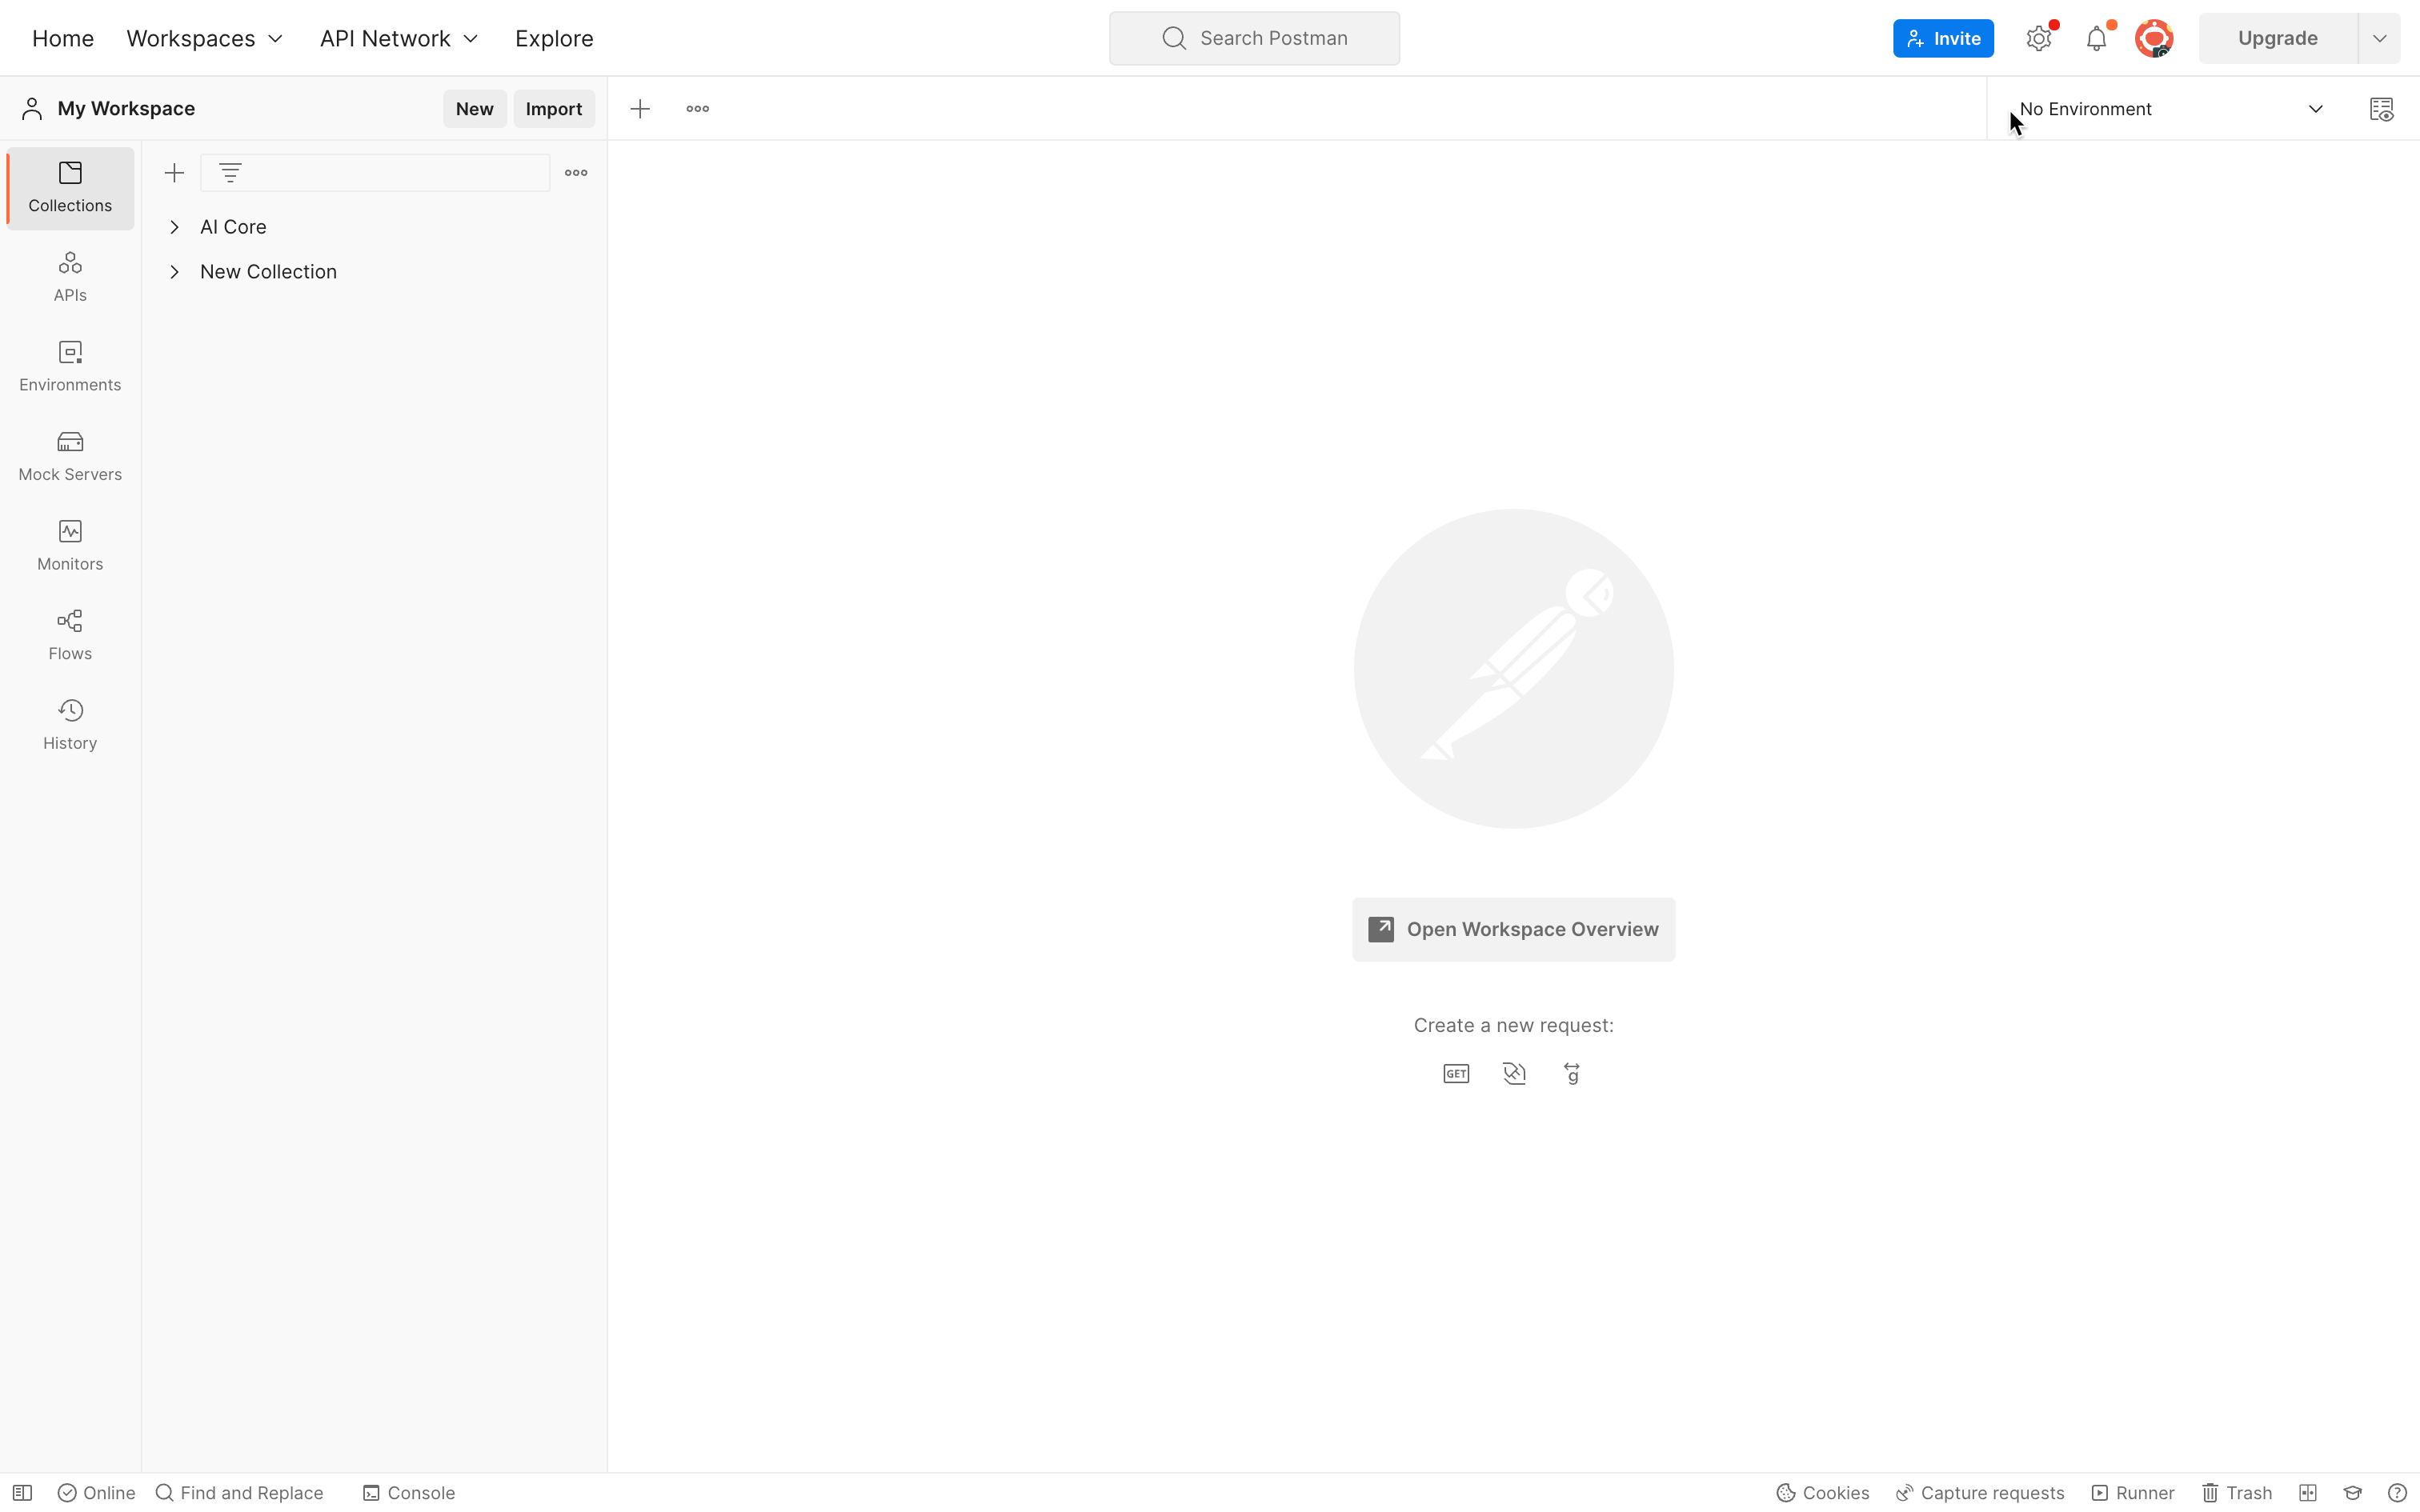 Home Workspaces API Network Explore Search Postman Invite Upgrade
My Workspace New Import No Environment
Collections
APIs
Environments
Mock Servers
Monitors
Flows
History
AI Core
New Collection
Open Workspace Overview
Create a new request:
GET g
Online Find and Replace Console Cookies Capture requests Runner Trash